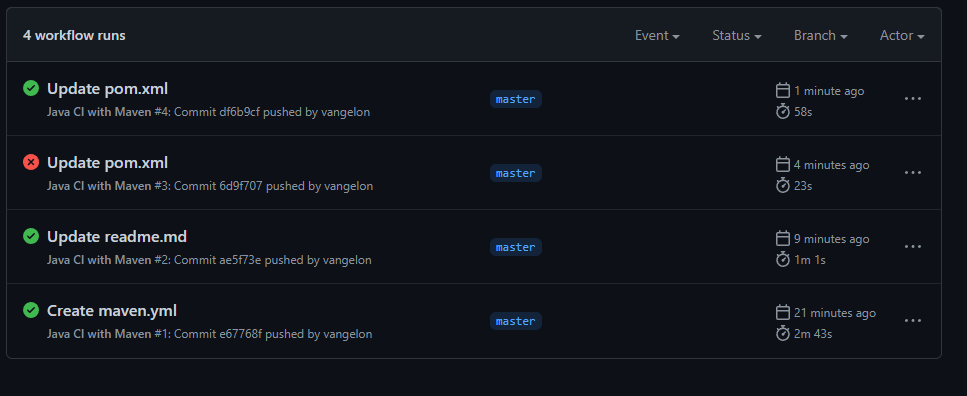 4 workflow runs Event Status Branch Actor
Update pom.xml
master
1 minute ago
Java CI with Maven #4: Commit df6b9cf pushed by vangelon
58s
Update pom.xml
master
4 minutes ago
Java CI with Maven #3: Commit 6d9f707 pushed by vangelon
23s
Update readme.md
master
9 minutes ago
Java CI with Maven #2: Commit ae5f73e pushed by vangelon
1m 1s
Create maven.yml
master
21 minutes ago
Java CI with Maven #1: Commit e67768f pushed by vangelon
2m 43s